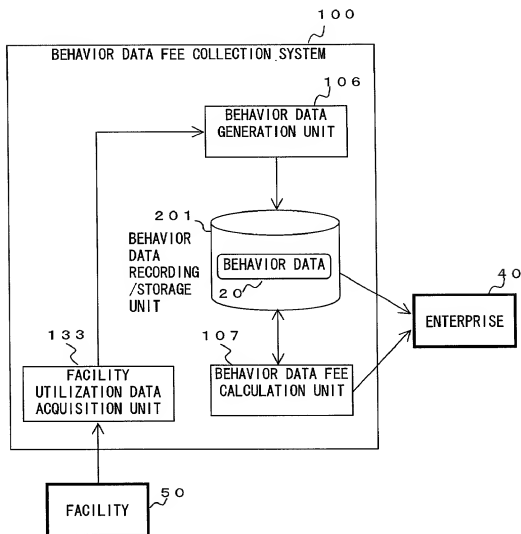 100
BEHAVIOR DATA FEE COLLECTION SYSTEM
106
BEHAVIOR DATA
GENERATION UNIT
201
BEHAVIOR
DATA
RECORDING
/STORAGE
UNIT
BEHAVIOR DATA
20
40
ENTERPRISE
133
FACILITY
UTILIZATION DATA
ACQUISITION UNIT
107
BEHAVIOR DATA FEE
CALCULATION UNIT
50
FACILITY